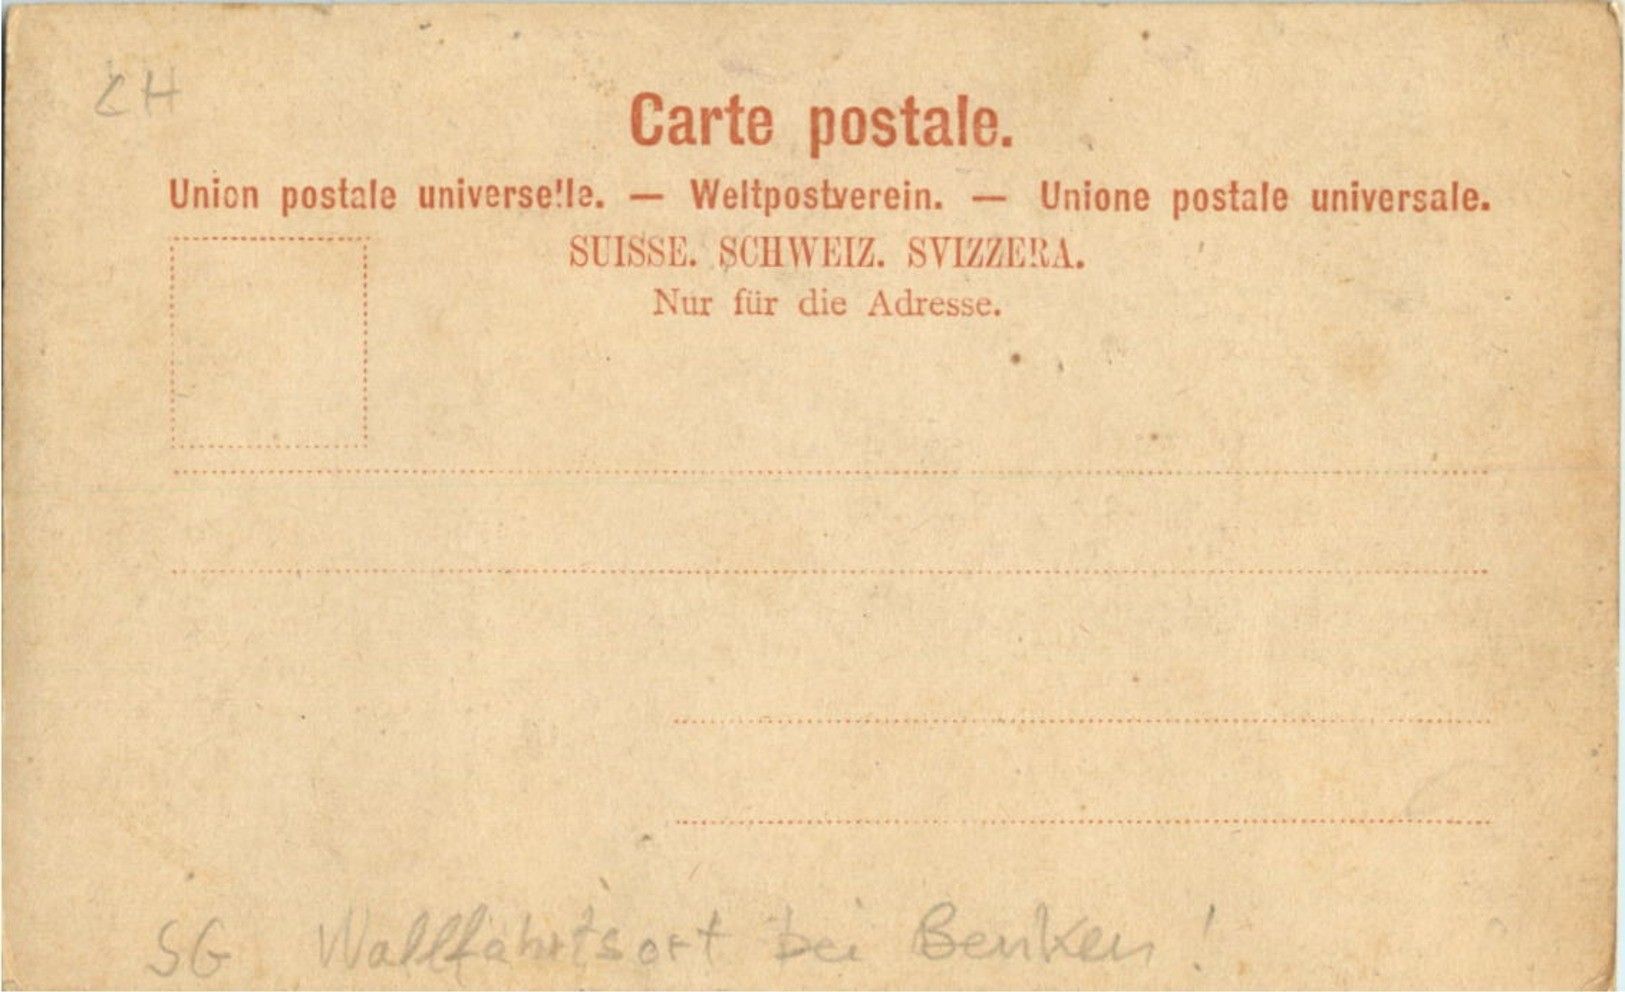 CH
Carte postale.
Union postale universelle. — Weltpostverein. — Unione postale universale.
SUISSE. SCHWEIZ. SVIZZERA.
Nur für die Adresse.
SG Wallfahrtsort bei Benken!